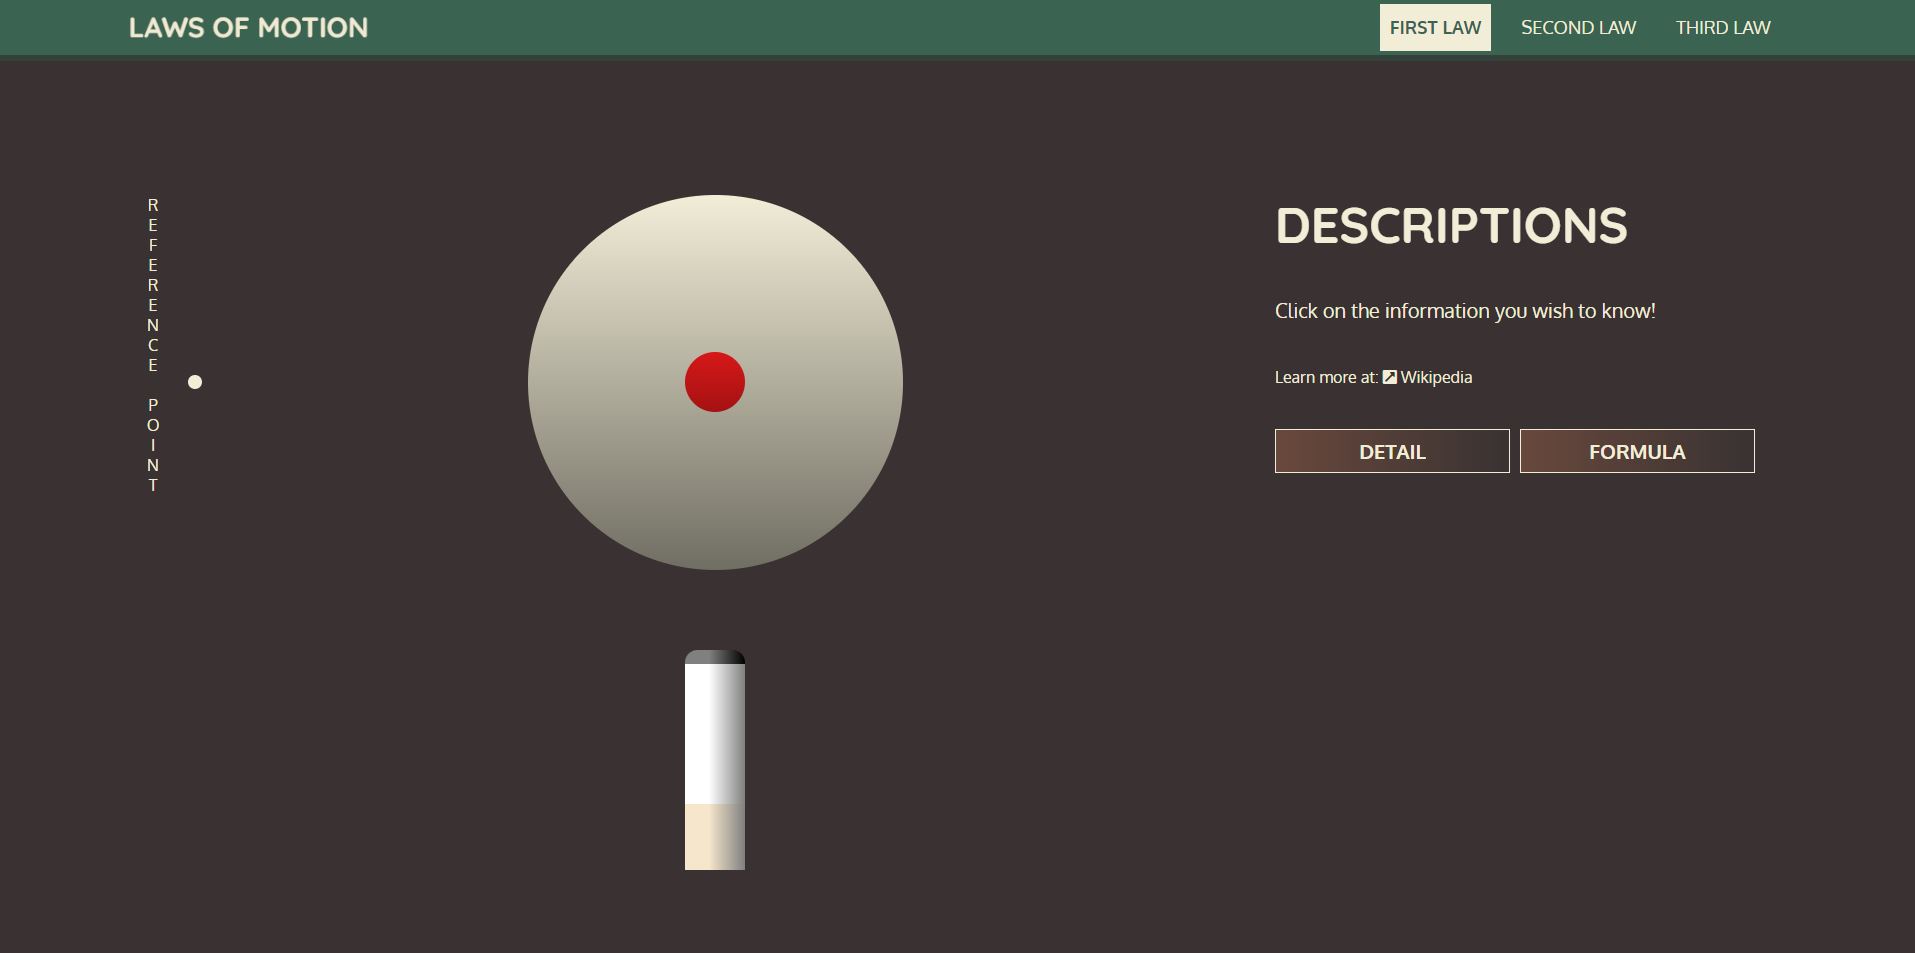 LAWS OF MOTION
FIRST LAW
SECOND LAW
THIRD LAW
REFERENCE POINT
DESCRIPTIONS
Click on the information you wish to know!
Learn more at: Wikipedia
DETAIL
FORMULA